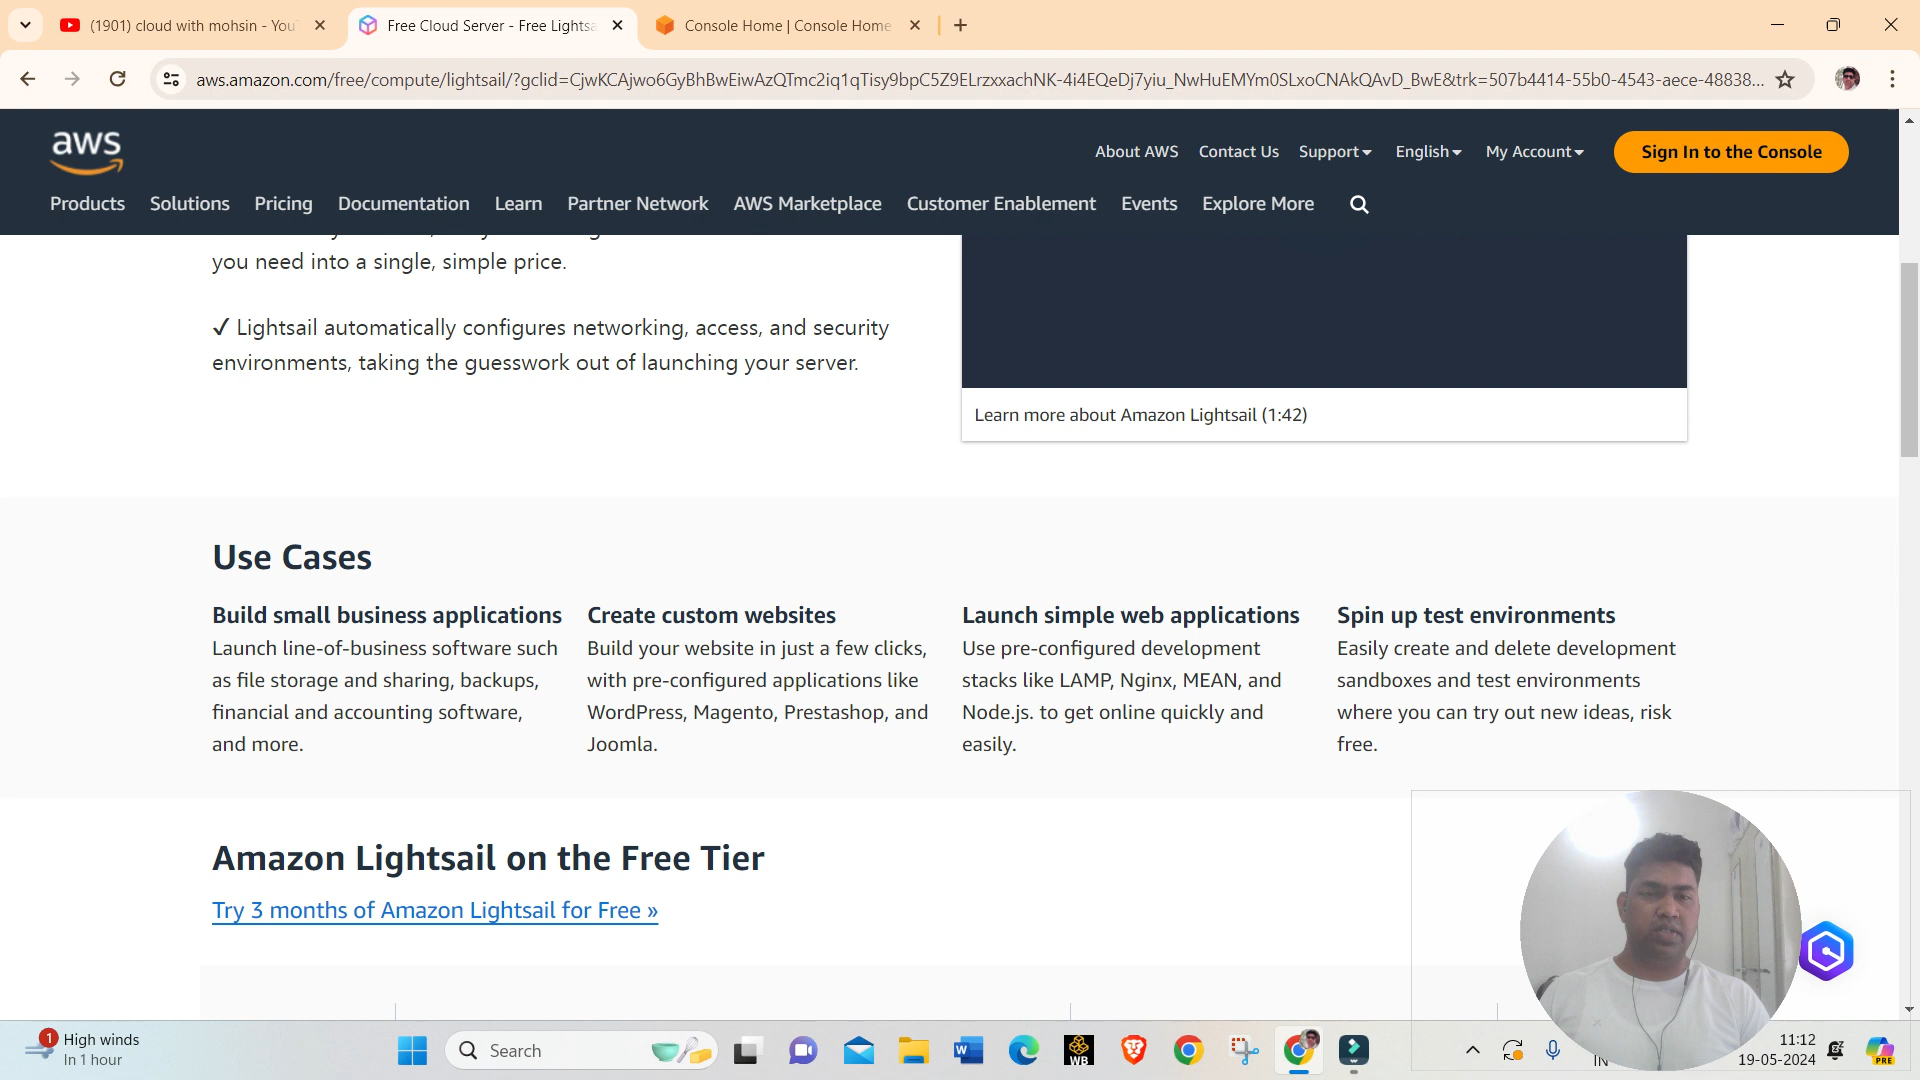 (1901) cloud with mohsin - You
Free Cloud Server - Free Lights
Console Home | Console Home
aws.amazon.com/free/compute/lightsail/?gclid=CjwKCAjwo6GyBhBwEiwAzQTmc2iq1qTisy9bpC5Z9ELrzxxachNK-4i4EQeDj7yiu_NwHuEMYm0SLxoCNAkQAvD_BwE&trk=507b4414-55b0-4543-aece-48838...
aws
About AWS Contact Us Support English My Account Sign In to the Console
Products Solutions Pricing Documentation Learn Partner Network AWS Marketplace Customer Enablement Events Explore More
you need into a single, simple price.
✓ Lightsail automatically configures networking, access, and security
environments, taking the guesswork out of launching your server.
Learn more about Amazon Lightsail (1:42)
Use Cases
Build small business applications
Launch line-of-business software such
as file storage and sharing, backups,
financial and accounting software,
and more.
Create custom websites
Build your website in just a few clicks,
with pre-configured applications like
WordPress, Magento, Prestashop, and
Joomla.
Launch simple web applications
Use pre-configured development
stacks like LAMP, Nginx, MEAN, and
Node.js. to get online quickly and
easily.
Spin up test environments
Easily create and delete development
sandboxes and test environments
where you can try out new ideas, risk
free.
Amazon Lightsail on the Free Tier
Try 3 months of Amazon Lightsail for Free »
1
High winds
In 1 hour
Search
W
WB
IN
11:12
19-05-2024
PRE